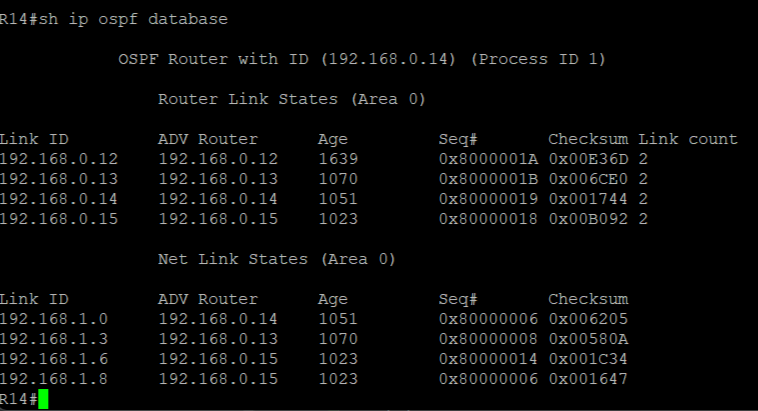 R14#sh ip ospf database
OSPF Router with ID (192.168.0.14) (Process ID 1)
Router Link States (Area 0)
Link ID ADV Router Age Seq# Checksum Link count
192.168.0.12 192.168.0.12 1639 0x8000001A 0x00E36D 2
192.168.0.13 192.168.0.13 1070 0x8000001B 0x006CE0 2
192.168.0.14 192.168.0.14 1051 0x80000019 0x001744 2
192.168.0.15 192.168.0.15 1023 0x80000018 0x00B092 2
Net Link States (Area 0)
Link ID ADV Router Age Seq# Checksum
192.168.1.0 192.168.0.14 1051 0x80000006 0x006205
192.168.1.3 192.168.0.13 1070 0x80000008 0x00580A
192.168.1.6 192.168.0.15 1023 0x80000014 0x001C34
192.168.1.8 192.168.0.15 1023 0x80000006 0x001647
R14#